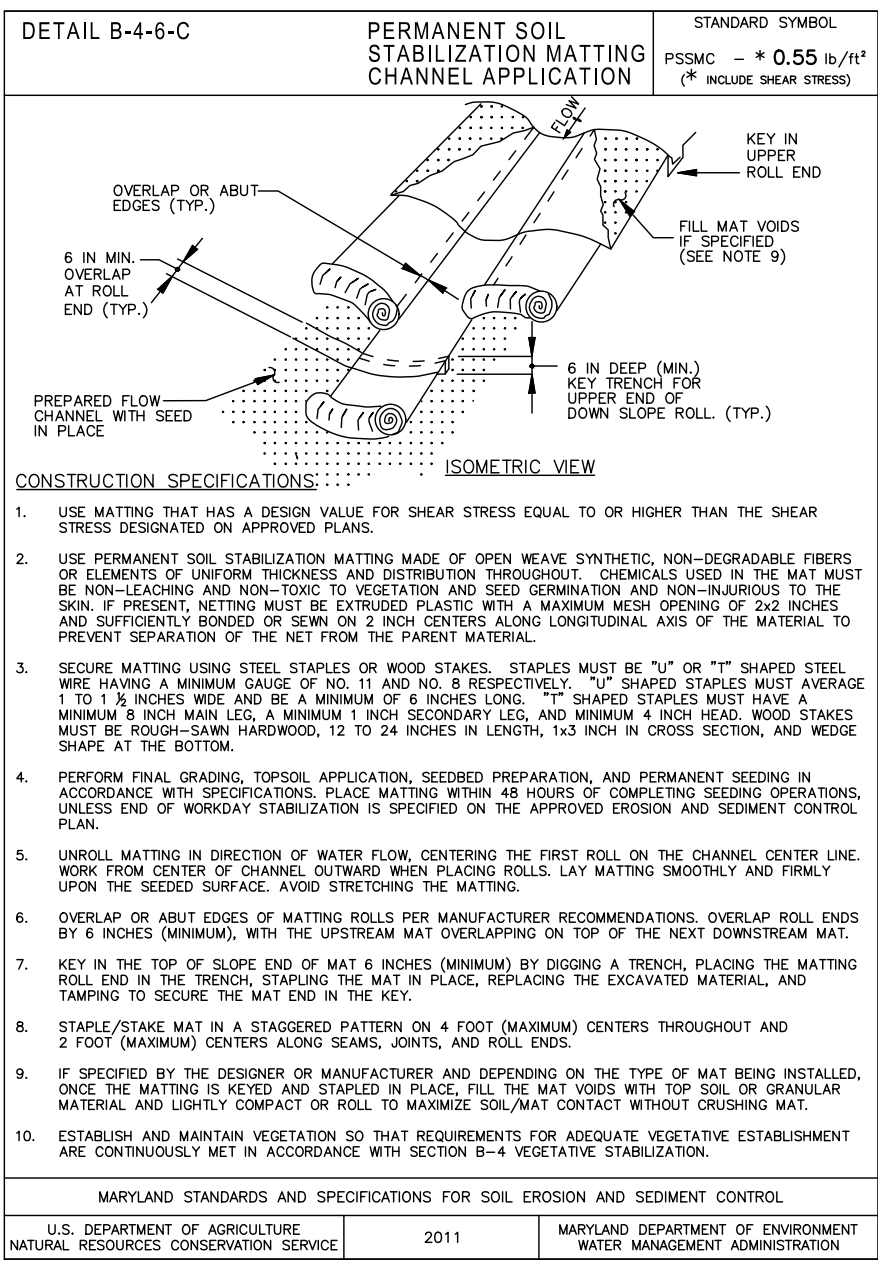 DETAIL B-4-6-C
PERMANENT SOIL
STABILIZATION MATTING
CHANNEL APPLICATION
STANDARD SYMBOL
PSSMC – * 0.55 lb/ft²
(* INCLUDE SHEAR STRESS)
FLOW
KEY IN
UPPER
ROLL END
OVERLAP OR ABUT
EDGES (TYP.)
FILL MAT VOIDS
IF SPECIFIED
(SEE NOTE 9)
6 IN MIN.
OVERLAP
AT ROLL
END (TYP.)
6 IN DEEP (MIN.)
KEY TRENCH FOR
UPPER END OF
DOWN SLOPE ROLL. (TYP.)
PREPARED FLOW
CHANNEL WITH SEED
IN PLACE
ISOMETRIC VIEW
CONSTRUCTION SPECIFICATIONS:
1. USE MATTING THAT HAS A DESIGN VALUE FOR SHEAR STRESS EQUAL TO OR HIGHER THAN THE SHEAR
STRESS DESIGNATED ON APPROVED PLANS.
2. USE PERMANENT SOIL STABILIZATION MATTING MADE OF OPEN WEAVE SYNTHETIC, NON–DEGRADABLE FIBERS
OR ELEMENTS OF UNIFORM THICKNESS AND DISTRIBUTION THROUGHOUT. CHEMICALS USED IN THE MAT MUST
BE NON–LEACHING AND NON–TOXIC TO VEGETATION AND SEED GERMINATION AND NON–INJURIOUS TO THE
SKIN. IF PRESENT, NETTING MUST BE EXTRUDED PLASTIC WITH A MAXIMUM MESH OPENING OF 2x2 INCHES
AND SUFFICIENTLY BONDED OR SEWN ON 2 INCH CENTERS ALONG LONGITUDINAL AXIS OF THE MATERIAL TO
PREVENT SEPARATION OF THE NET FROM THE PARENT MATERIAL.
3. SECURE MATTING USING STEEL STAPLES OR WOOD STAKES. STAPLES MUST BE "U" OR "T" SHAPED STEEL
WIRE HAVING A MINIMUM GAUGE OF NO. 11 AND NO. 8 RESPECTIVELY. "U" SHAPED STAPLES MUST AVERAGE
1 TO 1 ½ INCHES WIDE AND BE A MINIMUM OF 6 INCHES LONG. "T" SHAPED STAPLES MUST HAVE A
MINIMUM 8 INCH MAIN LEG, A MINIMUM 1 INCH SECONDARY LEG, AND MINIMUM 4 INCH HEAD. WOOD STAKES
MUST BE ROUGH–SAWN HARDWOOD, 12 TO 24 INCHES IN LENGTH, 1x3 INCH IN CROSS SECTION, AND WEDGE
SHAPE AT THE BOTTOM.
4. PERFORM FINAL GRADING, TOPSOIL APPLICATION, SEEDBED PREPARATION, AND PERMANENT SEEDING IN
ACCORDANCE WITH SPECIFICATIONS. PLACE MATTING WITHIN 48 HOURS OF COMPLETING SEEDING OPERATIONS,
UNLESS END OF WORKDAY STABILIZATION IS SPECIFIED ON THE APPROVED EROSION AND SEDIMENT CONTROL
PLAN.
5. UNROLL MATTING IN DIRECTION OF WATER FLOW, CENTERING THE FIRST ROLL ON THE CHANNEL CENTER LINE.
WORK FROM CENTER OF CHANNEL OUTWARD WHEN PLACING ROLLS. LAY MATTING SMOOTHLY AND FIRMLY
UPON THE SEEDED SURFACE. AVOID STRETCHING THE MATTING.
6. OVERLAP OR ABUT EDGES OF MATTING ROLLS PER MANUFACTURER RECOMMENDATIONS. OVERLAP ROLL ENDS
BY 6 INCHES (MINIMUM), WITH THE UPSTREAM MAT OVERLAPPING ON TOP OF THE NEXT DOWNSTREAM MAT.
7. KEY IN THE TOP OF SLOPE END OF MAT 6 INCHES (MINIMUM) BY DIGGING A TRENCH, PLACING THE MATTING
ROLL END IN THE TRENCH, STAPLING THE MAT IN PLACE, REPLACING THE EXCAVATED MATERIAL, AND
TAMPING TO SECURE THE MAT END IN THE KEY.
8. STAPLE/STAKE MAT IN A STAGGERED PATTERN ON 4 FOOT (MAXIMUM) CENTERS THROUGHOUT AND
2 FOOT (MAXIMUM) CENTERS ALONG SEAMS, JOINTS, AND ROLL ENDS.
9. IF SPECIFIED BY THE DESIGNER OR MANUFACTURER AND DEPENDING ON THE TYPE OF MAT BEING INSTALLED,
ONCE THE MATTING IS KEYED AND STAPLED IN PLACE, FILL THE MAT VOIDS WITH TOP SOIL OR GRANULAR
MATERIAL AND LIGHTLY COMPACT OR ROLL TO MAXIMIZE SOIL/MAT CONTACT WITHOUT CRUSHING MAT.
10. ESTABLISH AND MAINTAIN VEGETATION SO THAT REQUIREMENTS FOR ADEQUATE VEGETATIVE ESTABLISHMENT
ARE CONTINUOUSLY MET IN ACCORDANCE WITH SECTION B–4 VEGETATIVE STABILIZATION.
MARYLAND STANDARDS AND SPECIFICATIONS FOR SOIL EROSION AND SEDIMENT CONTROL
U.S. DEPARTMENT OF AGRICULTURE
NATURAL RESOURCES CONSERVATION SERVICE
2011
MARYLAND DEPARTMENT OF ENVIRONMENT
WATER MANAGEMENT ADMINISTRATION